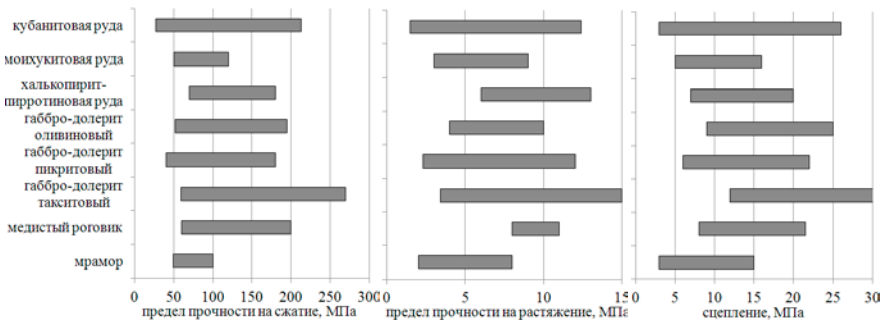 кубанитовая руда
моихукитовая руда
халькопирит-
пирротиновая руда
габбро-долерит
оливиновый
габбро-долерит
пикритовый
габбро-долерит
такситовый
медистый роговик
мрамор
0 50 100 150 200 250 300
предел прочности на сжатие, МПа
0 5 10 15
предел прочности на растяжение, МПа
0 5 10 15 20 25 30
сцепление, МПа